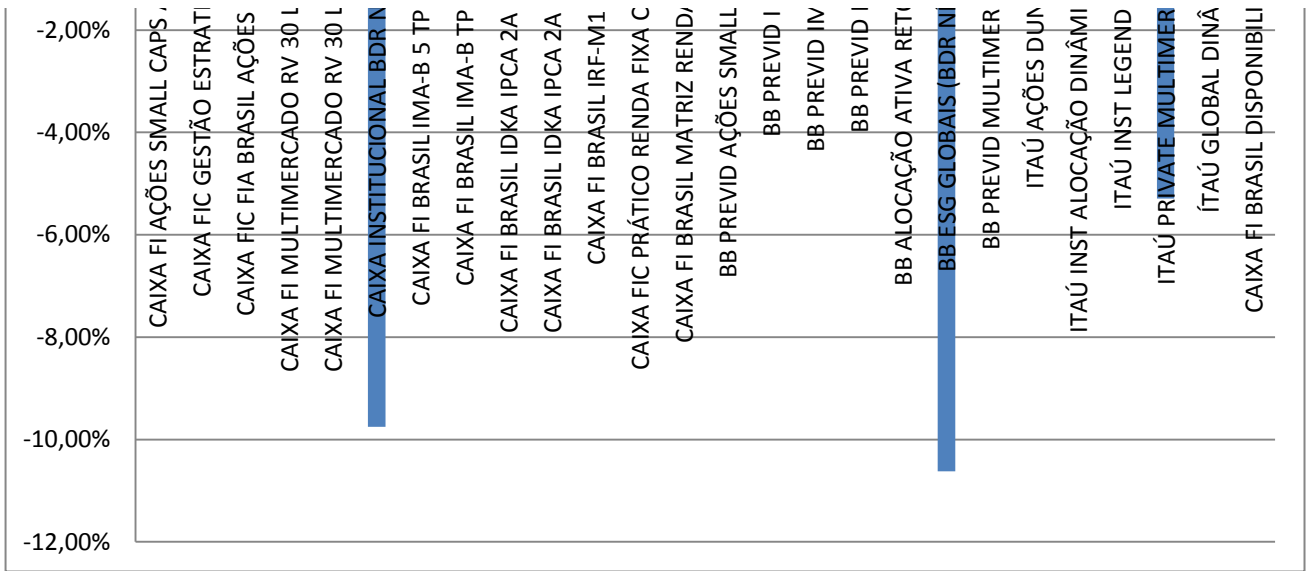 -2,00%
-4,00%
-6,00%
-8,00%
-10,00%
-12,00%
CAIXA FI AÇÕES SMALL CAPS
CAIXA FIC GESTÃO ESTRATÉ
CAIXA FIC FIA BRASIL AÇÕES
CAIXA FI MULTIMERCADO RV 30 L
CAIXA FI MULTIMERCADO RV 30 L
CAIXA INSTITUCIONAL BDR N
CAIXA FI BRASIL IMA-B 5 TP
CAIXA FI BRASIL IMA-B TP
CAIXA FI BRASIL IDKA IPCA 2A
CAIXA FI BRASIL IDKA IPCA 2A
CAIXA FI BRASIL IRF-M1
CAIXA FIC PRÁTICO RENDA FIXA C
CAIXA FI BRASIL MATRIZ RENDA
BB PREVID AÇÕES SMALL
BB PREVID I
BB PREVID IM
BB PREVID
BB ALOCAÇÃO ATIVA RETO
BB ESG GLOBAIS (BDR NI
BB PREVID MULTIMER
ITAÚ AÇÕES DUN
ITAÚ INST ALOCAÇÃO DINÂMI
ITAÚ INST LEGEND
ITAÚ PRIVATE MULTIMER
ÍTAÚ GLOBAL DINÂ
CAIXA FI BRASIL DISPONIBILI